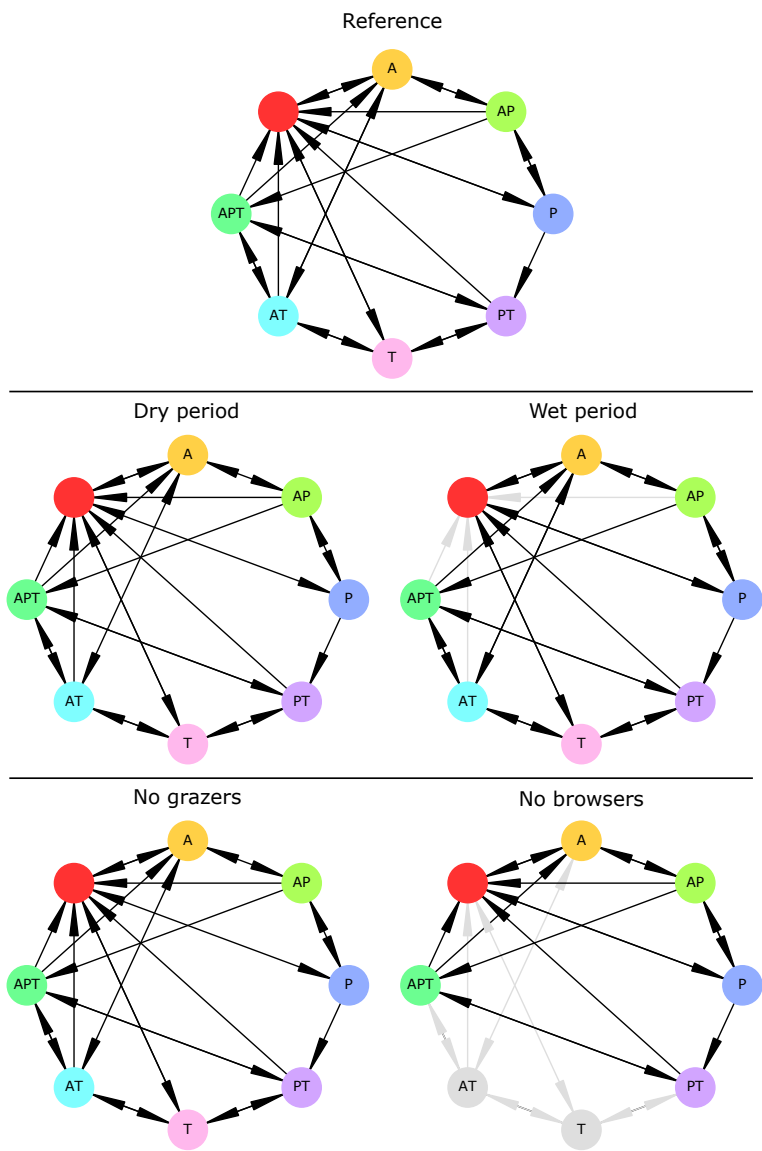 Reference
A
AP
APT
P
AT
PT
T
Dry period
Wet period
A
A
AP
AP
APT
P
APT
P
AT
PT
AT
PT
T
T
No grazers
No browsers
A
A
AP
AP
APT
P
APT
P
AT
PT
AT
PT
T
T